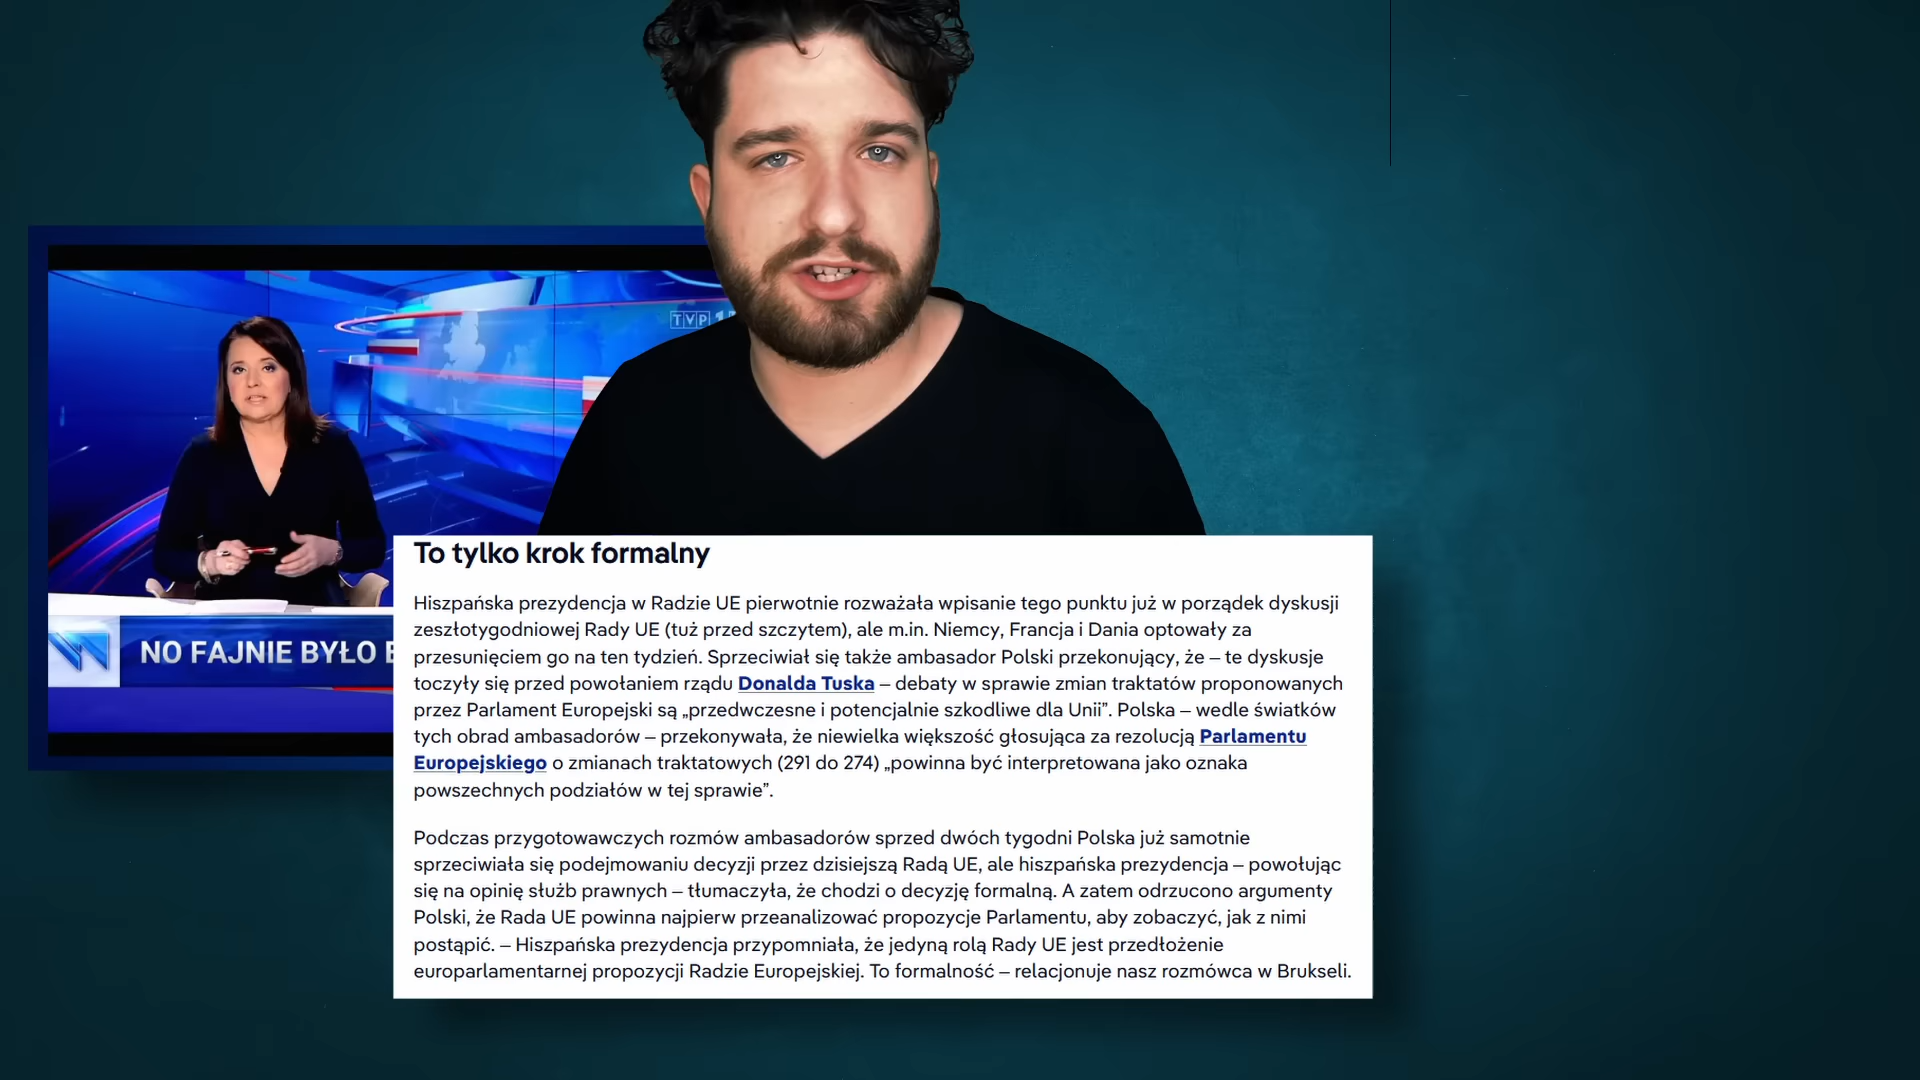 TVP 1
NO FAJNIE BYŁO
To tylko krok formalny
Hiszpańska prezydencja w Radzie UE pierwotnie rozważała wpisanie tego punktu już w porządek dyskusji
zeszłotygodniowej Rady UE (tuż przed szczytem), ale m.in. Niemcy, Francja i Dania optowały za
przesunięciem go na ten tydzień. Sprzeciwiał się także ambasador Polski przekonujący, że – te dyskusje
toczyły się przed powołaniem rządu Donalda Tuska – debaty w sprawie zmian traktatów proponowanych
przez Parlament Europejski są „przedwczesne i potencjalnie szkodliwe dla Unii”. Polska – wedle światków
tych obrad ambasadorów – przekonywała, że niewielka większość głosująca za rezolucją Parlamentu
Europejskiego o zmianach traktatowych (291 do 274) „powinna być interpretowana jako oznaka
powszechnych podziałów w tej sprawie”.
Podczas przygotowawczych rozmów ambasadorów sprzed dwóch tygodni Polska już samotnie
sprzeciwiała się podejmowaniu decyzji przez dzisiejszą Radą UE, ale hiszpańska prezydencja – powołując
się na opinię służb prawnych – tłumaczyła, że chodzi o decyzję formalną. A zatem odrzucono argumenty
Polski, że Rada UE powinna najpierw przeanalizować propozycje Parlamentu, aby zobaczyć, jak z nimi
postąpić. – Hiszpańska prezydencja przypomniała, że jedyną rolą Rady UE jest przedłożenie
europarlamentarnej propozycji Radzie Europejskiej. To formalność – relacjonuje nasz rozmówca w Brukseli.